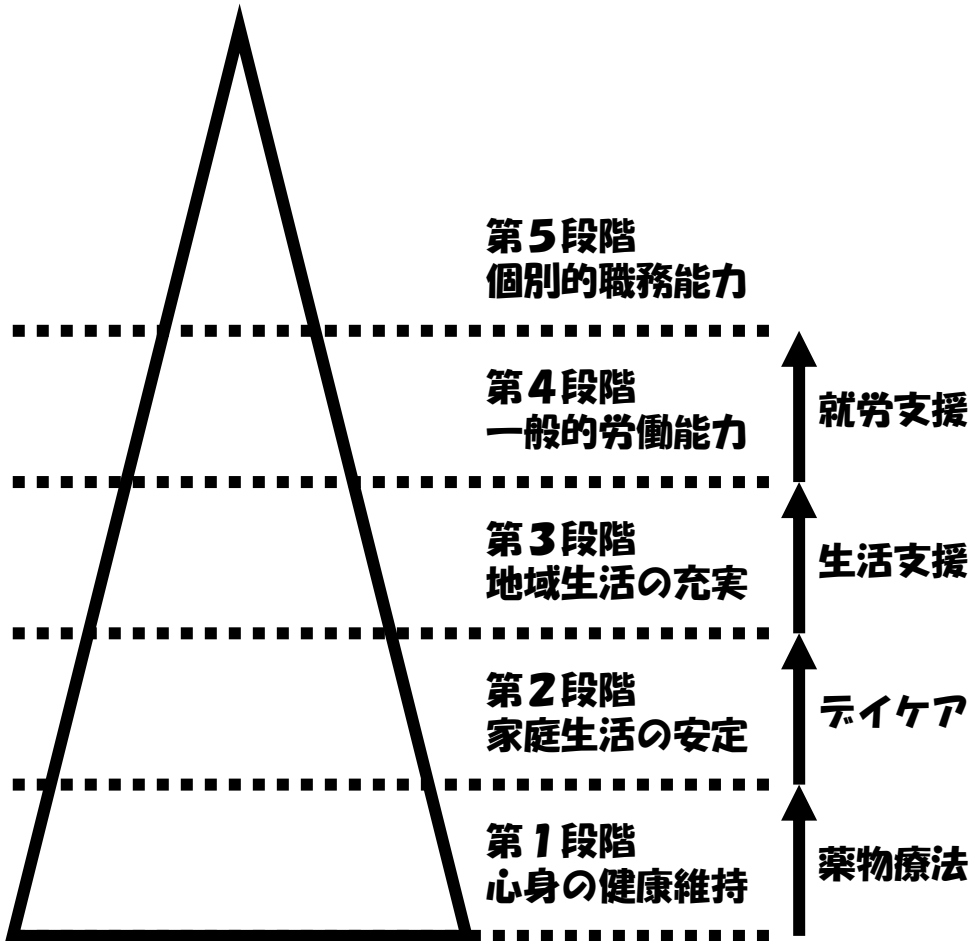 第５段階
個別的職務能力
第４段階
一般的労働能力
就労支援
第３段階
地域生活の充実
生活支援
第２段階
家庭生活の安定
デイケア
第１段階
心身の健康維持
薬物療法